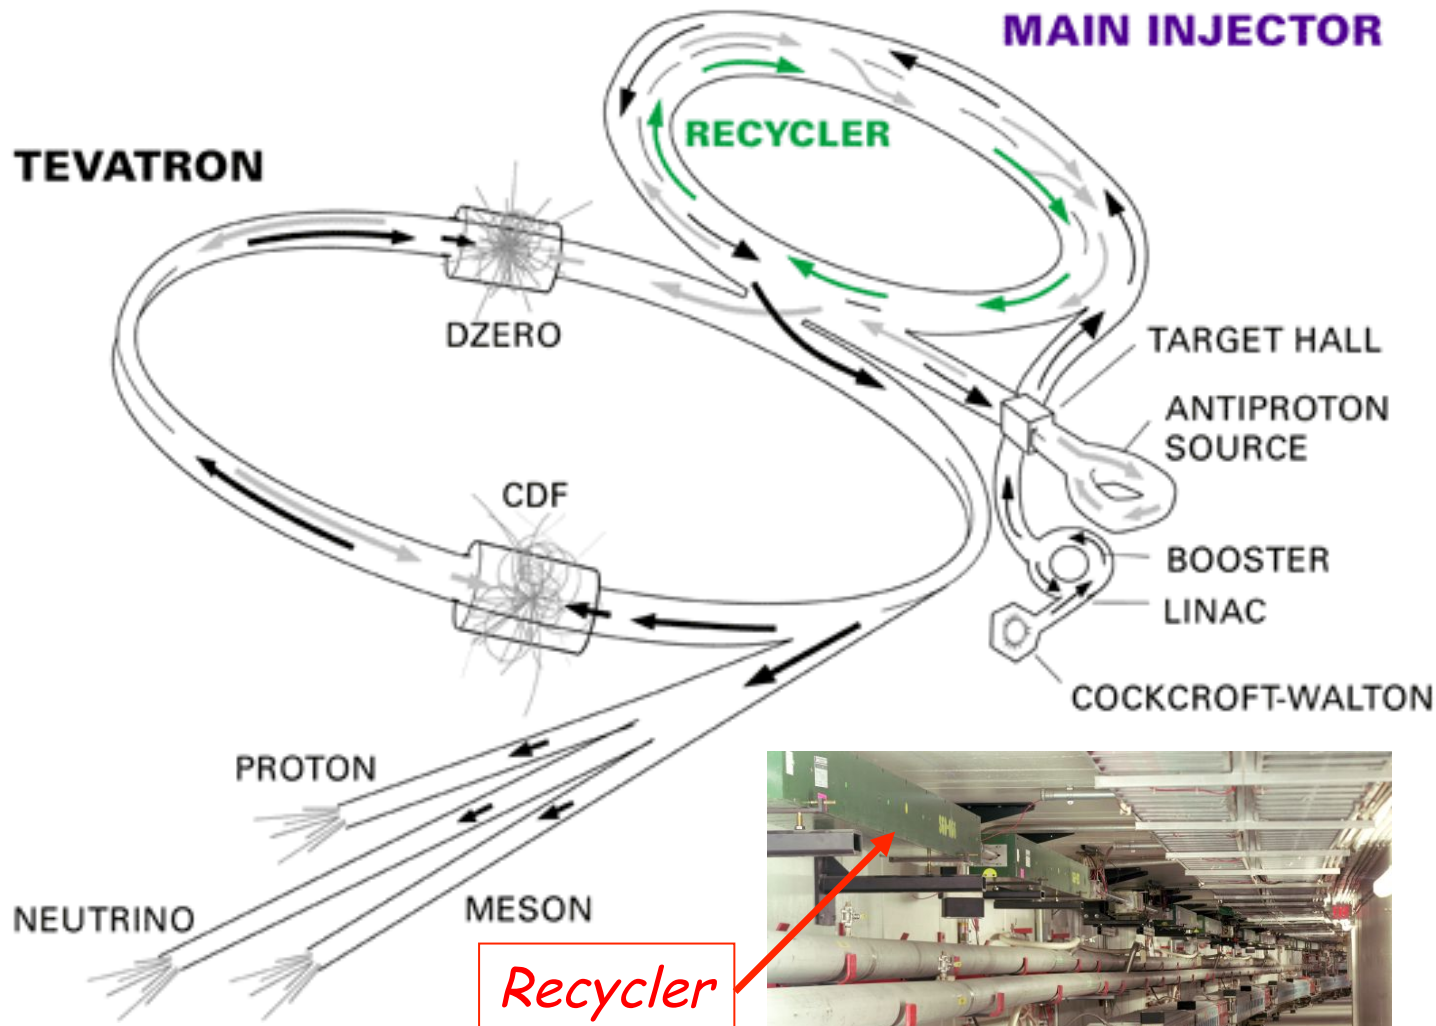 MAIN INJECTOR
RECYCLER
TEVATRON
DZERO
TARGET HALL
ANTIPROTON
SOURCE
CDF
BOOSTER
LINAC
COCKCROFT-WALTON
PROTON
NEUTRINO
MESON
Recycler